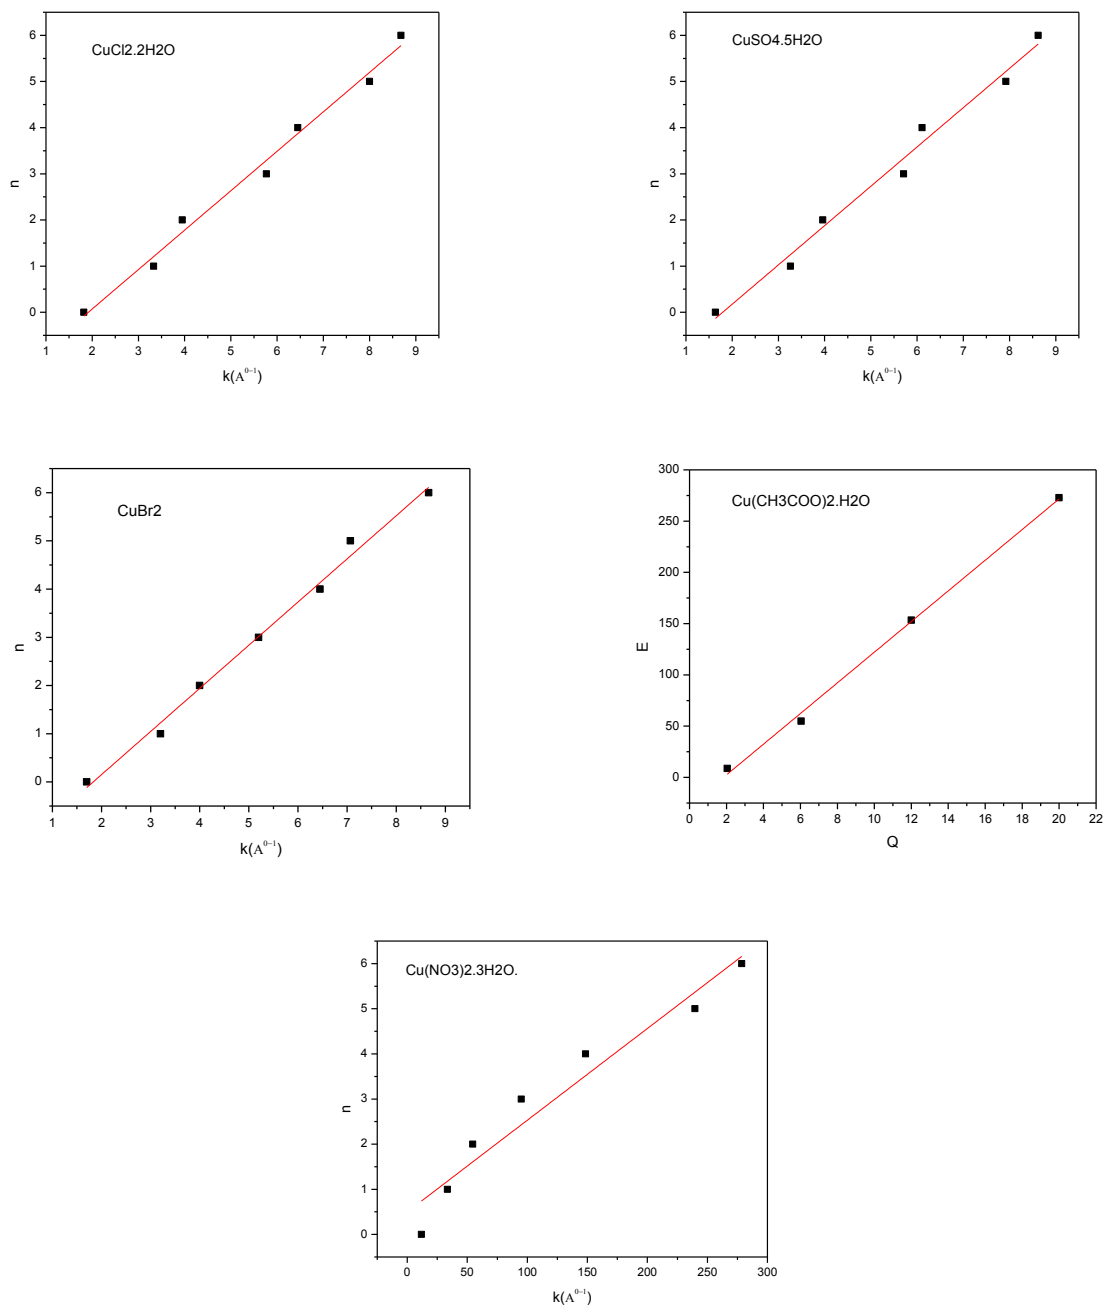 CuCl2.2H2O
6
5
4
3
2
1
0
n
1 2 3 4 5 6 7 8 9
k(A⁰⁻¹)
CuSO4.5H2O
6
5
4
3
2
1
0
n
1 2 3 4 5 6 7 8 9
k(A⁰⁻¹)
CuBr2
6
5
4
3
2
1
0
n
1 2 3 4 5 6 7 8 9
k(A⁰⁻¹)
Cu(CH3COO)2.H2O
300
250
200
150
100
50
0
E
0 2 4 6 8 10 12 14 16 18 20 22
Q
Cu(NO3)2.3H2O.
6
5
4
3
2
1
0
n
0 50 100 150 200 250 300
k(A⁰⁻¹)